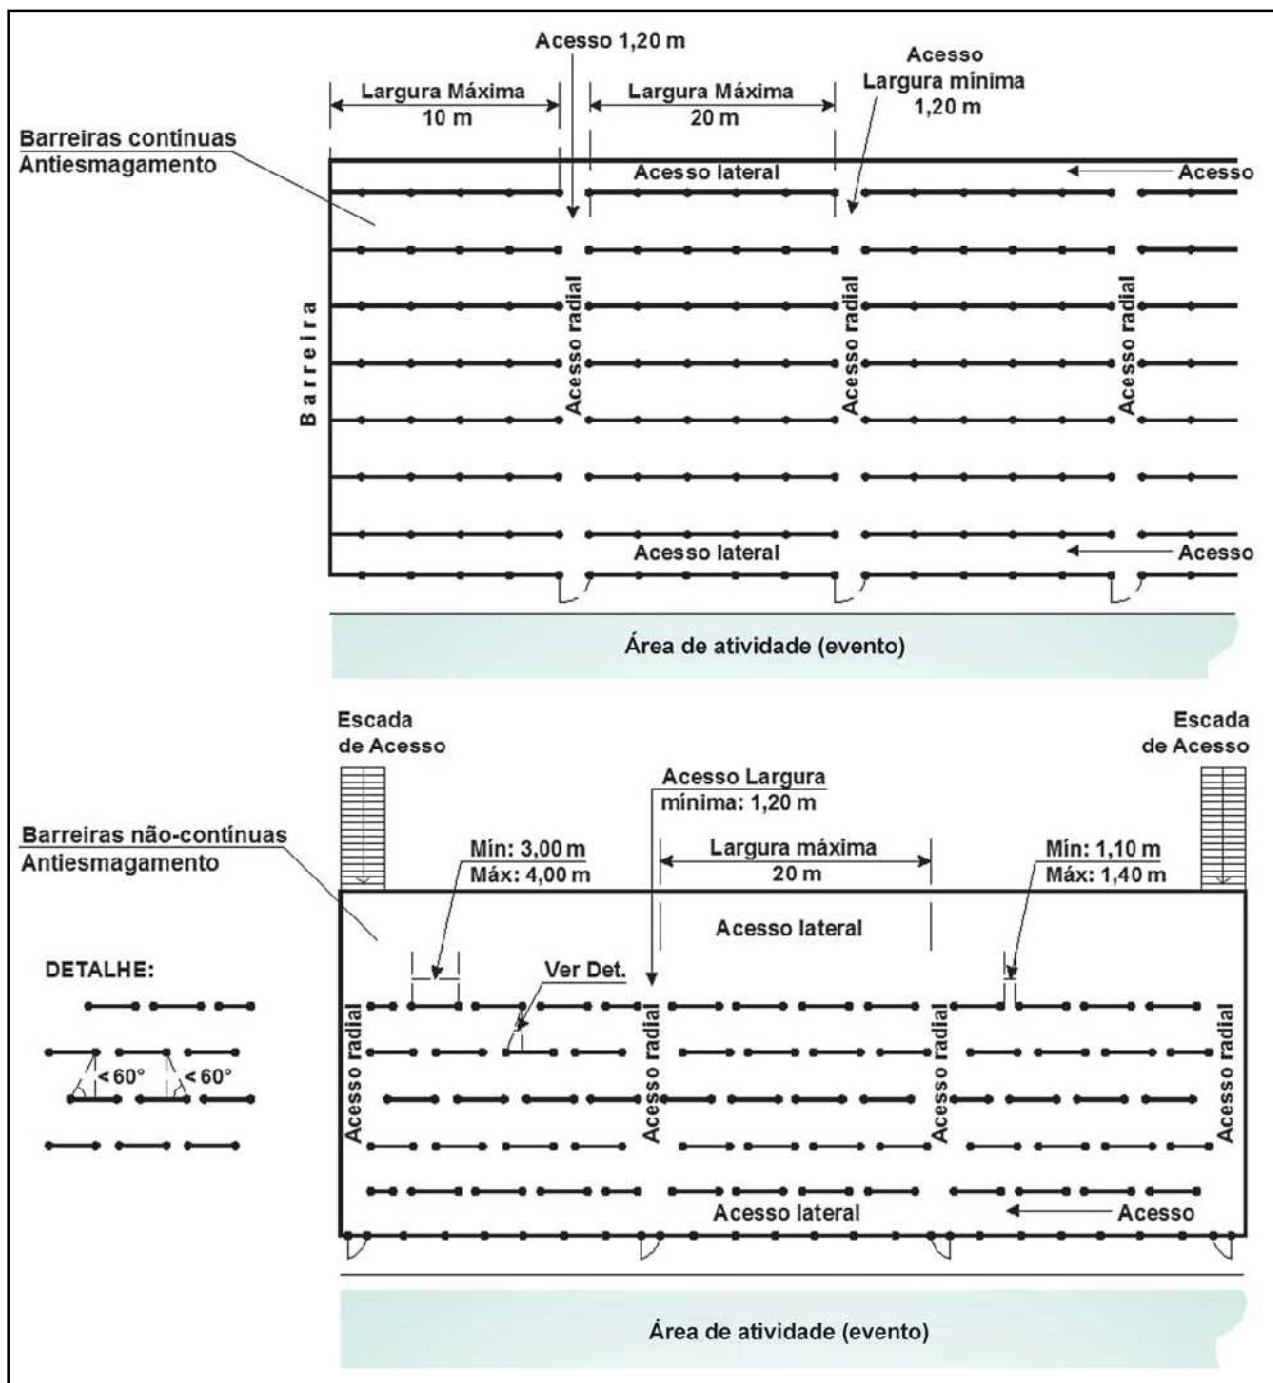 Acesso 1,20 m
Acesso
Largura mínima
1,20 m
Largura Máxima
10 m
Largura Máxima
20 m
Barreiras contínuas
Antiesmagamento
Acesso lateral
Acesso
Barreira
Acesso radial
Acesso radial
Acesso radial
Acesso lateral
Acesso
Área de atividade (evento)
Escada
de Acesso
Escada
de Acesso
Acesso Largura
mínima: 1,20 m
Barreiras não-contínuas
Antiesmagamento
Mín: 3,00 m
Máx: 4,00 m
Largura máxima
20 m
Mín: 1,10 m
Máx: 1,40 m
Acesso lateral
DETALHE:
Ver Det.
< 60°
< 60°
Acesso radial
Acesso radial
Acesso radial
Acesso radial
Acesso lateral
Acesso
Área de atividade (evento)